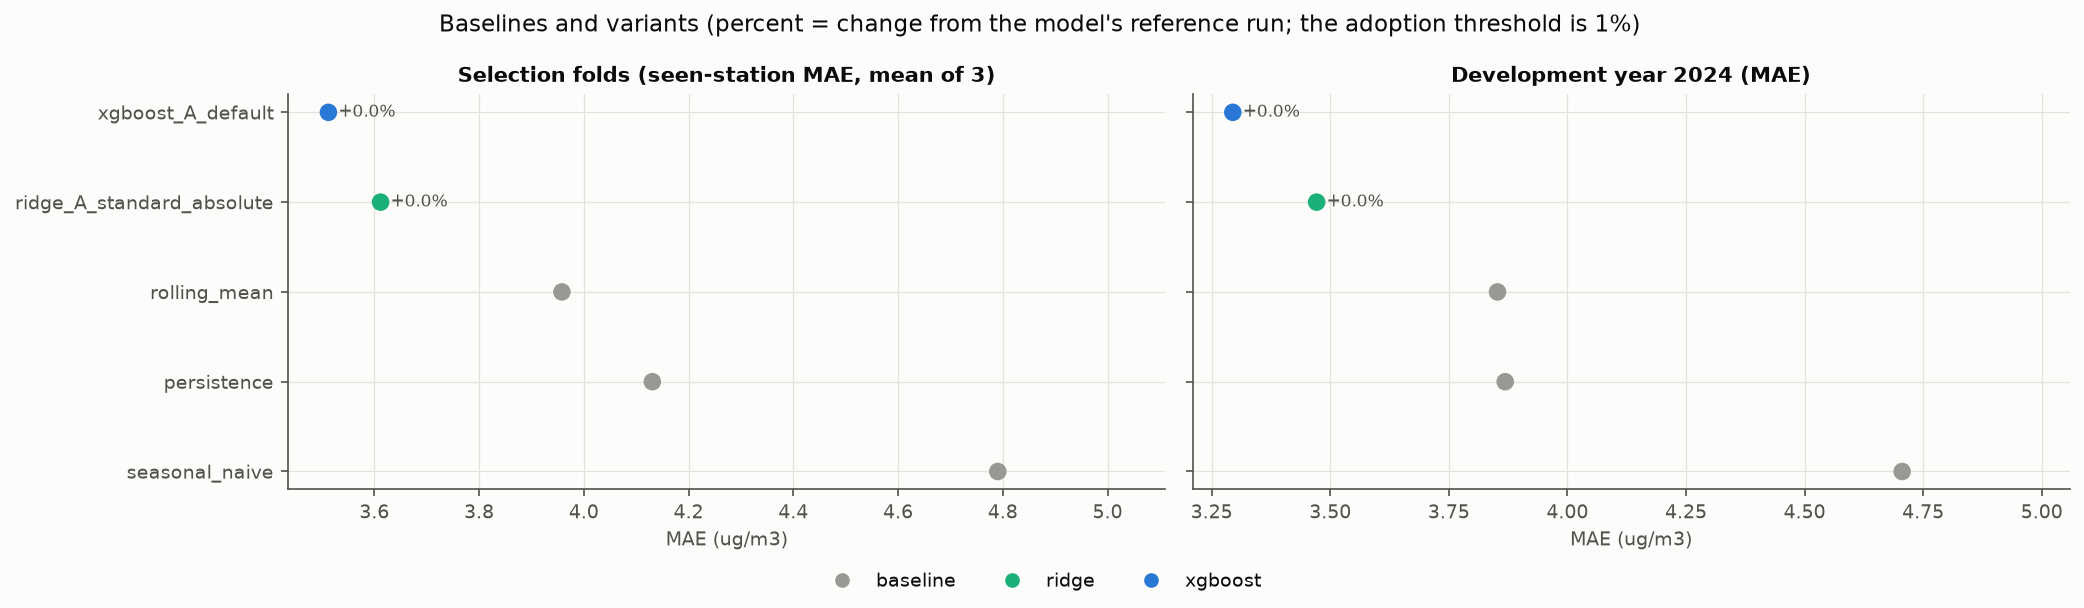 Baselines and variants (percent = change from the model's reference run; the adoption threshold is 1%)
Selection folds (seen-station MAE, mean of 3)
xgboost_A_default
+0.0%
ridge_A_standard_absolute
+0.0%
rolling_mean
persistence
seasonal_naive
3.6 3.8 4.0 4.2 4.4 4.6 4.8 5.0
MAE (ug/m3)
Development year 2024 (MAE)
+0.0%
+0.0%
3.25 3.50 3.75 4.00 4.25 4.50 4.75 5.00
MAE (ug/m3)
baseline ridge xgboost